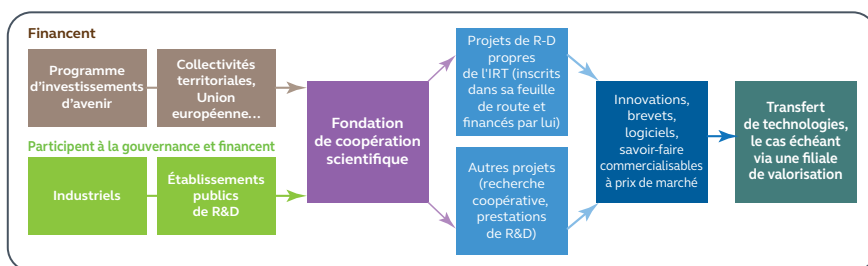 Financent
Programme
d'investissements
d'avenir
Collectivités
territoriales,
Union
européenne...
Participent à la gouvernance et financent
Industriels
Établissements
publics
de R&D
Fondation
de coopération
scientifique
Projets de R-D
propres
de l'IRT (inscrits
dans sa feuille
de route et
financés par lui)
Autres projets
(recherche
coopérative,
prestations
de R&D)
Innovations,
brevets,
logiciels,
savoir-faire
commercialisables
à prix de marché
Transfert
de technologies,
le cas échéant
via une filiale
de valorisation